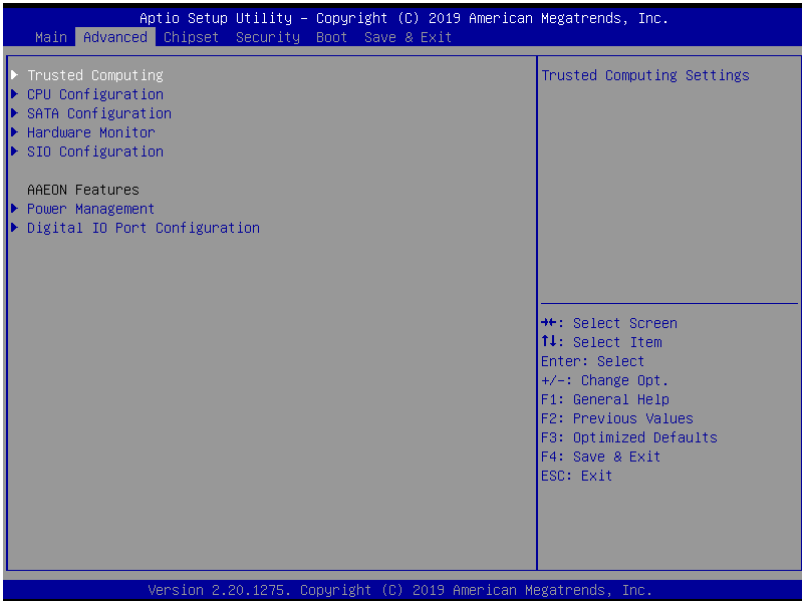 Aptio Setup Utility – Copyright (C) 2019 American Megatrends, Inc.
Main Advanced Chipset Security Boot Save & Exit
▶ Trusted Computing
▶ CPU Configuration
▶ SATA Configuration
▶ Hardware Monitor
▶ SIO Configuration
AAEON Features
▶ Power Management
▶ Digital IO Port Configuration
Trusted Computing Settings
→←: Select Screen
↑↓: Select Item
Enter: Select
+/-: Change Opt.
F1: General Help
F2: Previous Values
F3: Optimized Defaults
F4: Save & Exit
ESC: Exit
Version 2.20.1275. Copyright (C) 2019 American Megatrends, Inc.